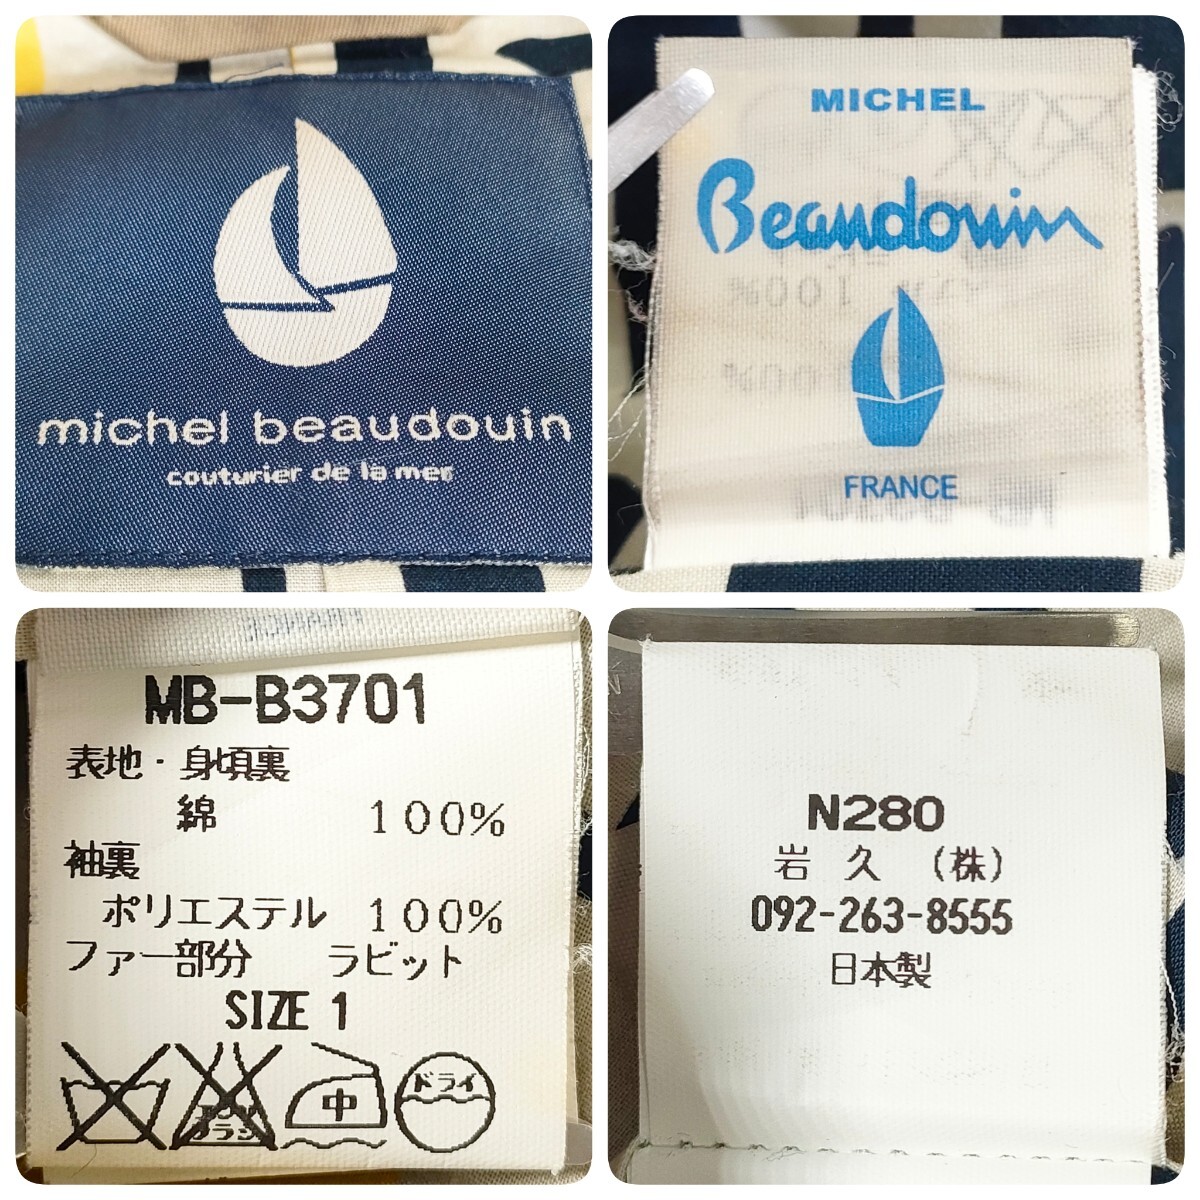 michel beaudouin
couturier de la mer
MICHEL
Beaudouin
FRANCE
MB-B3701
表地・身頃裏
綿 100%
袖裏
ポリエステル 100%
ファー部分 ラビット
SIZE 1
中
ドライ
N280
岩久(株)
092-263-8555
日本製